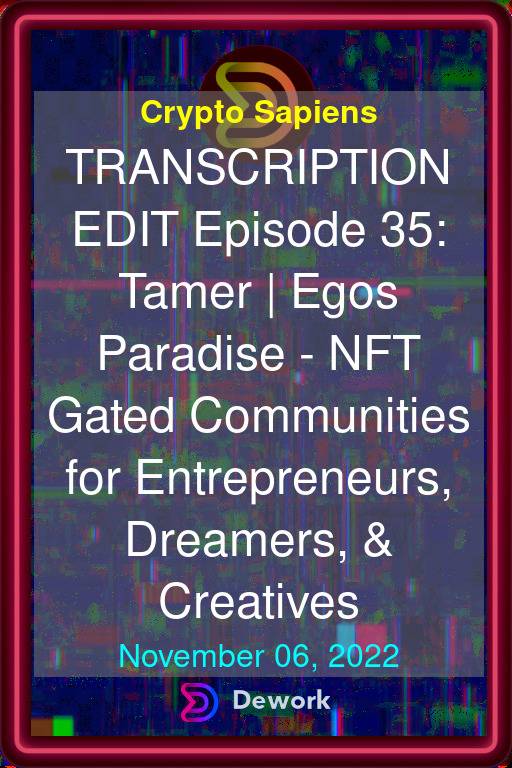 Crypto Sapiens
TRANSCRIPTION
EDIT Episode 35:
Tamer | Egos
Paradise - NFT
Gated Communities
for Entrepreneurs,
Dreamers, &
Creatives
November 06, 2022
Dework